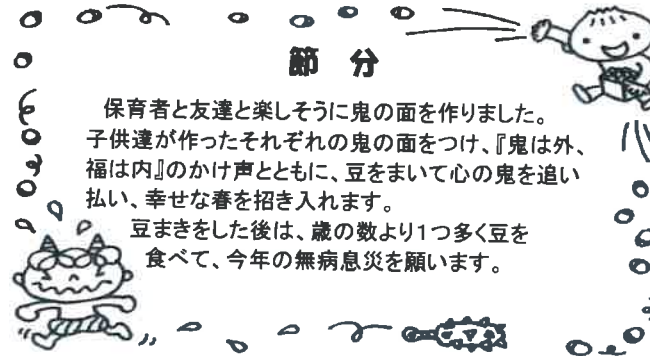 節 分
保育者と友達と楽しそうに鬼の面を作りました。
子供達が作ったそれぞれの鬼の面をつけ、『鬼は外、
福は内』のかけ声とともに、豆をまいて心の鬼を追い
払い、幸せな春を招き入れます。
豆まきをした後は、歳の数より1つ多く豆を
食べて、今年の無病息災を願います。